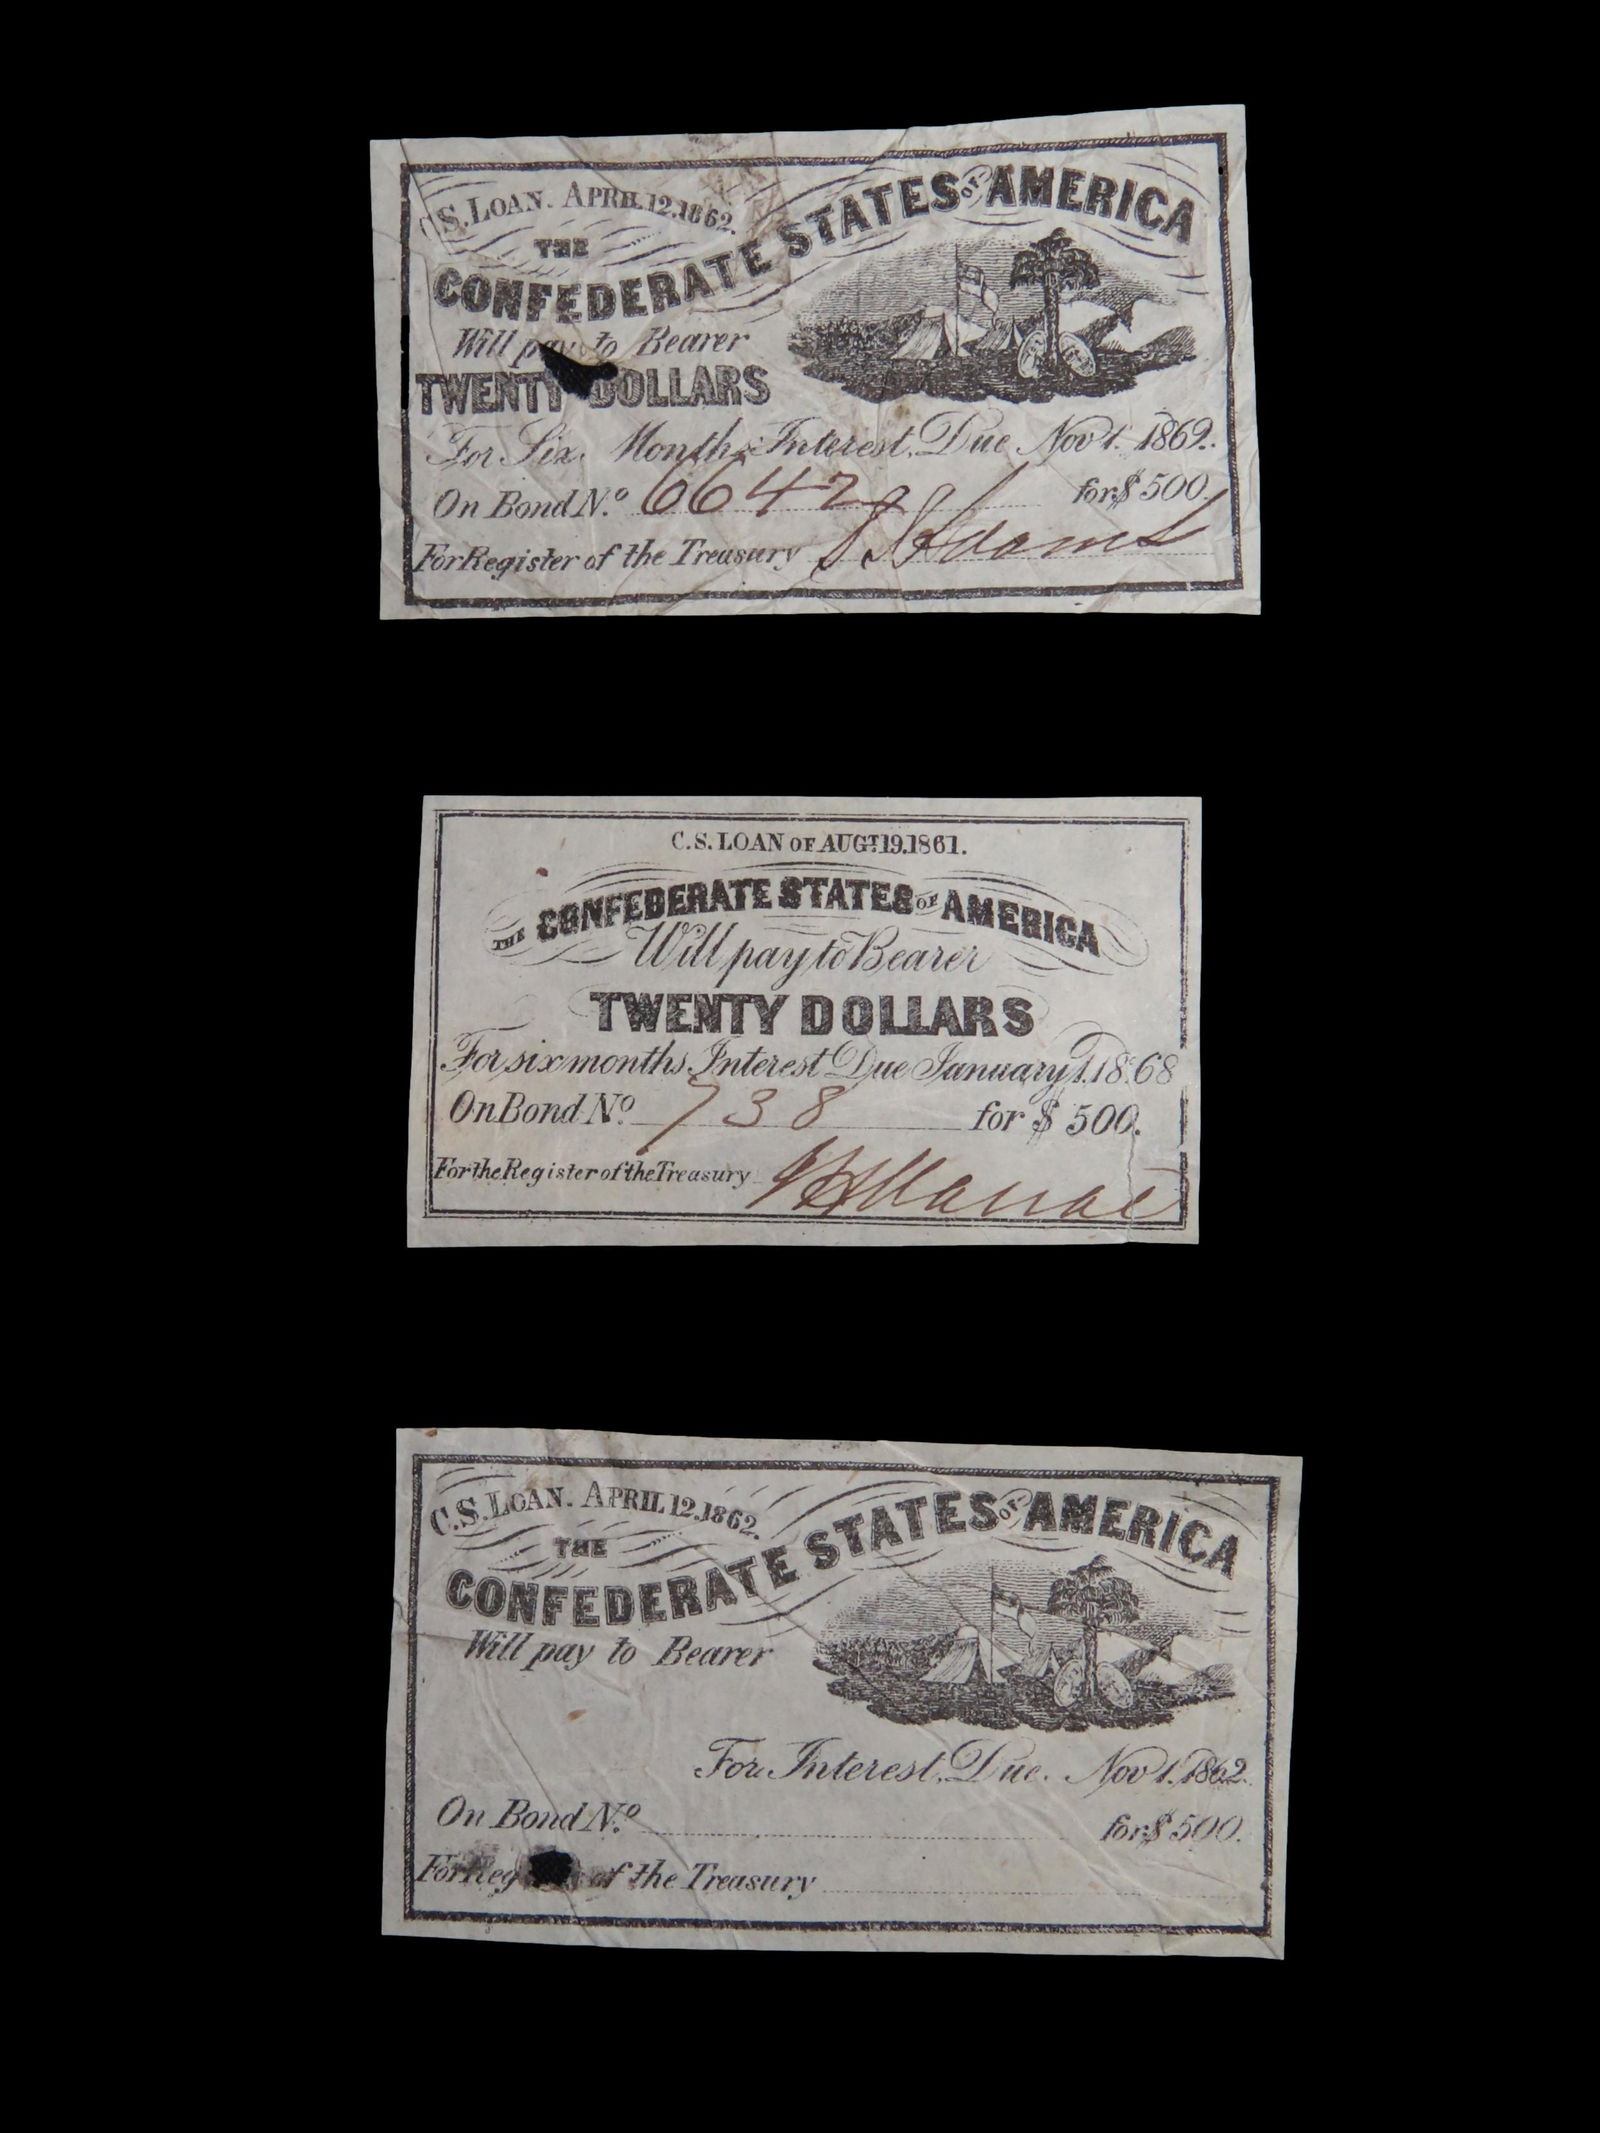 C.S. LOAN. APRIL.12.1862.
THE
CONFEDERATE STATES OF AMERICA
Will pay to Bearer
TWENTY DOLLARS
For Six Months Interest, Due Nov 1. 1869.
On Bond N.o 6642 for $ 500.
For Register of the Treasury S S Adams
C.S. LOAN OF AUGT. 19.1861.
THE CONFEDERATE STATES OF AMERICA
Will pay to Bearer
TWENTY DOLLARS
For six months Interest Due January 1.1868
On Bond No. 738 for $ 500.
For the Register of the Treasury
C.S. LOAN. APRIL 12.1862.
THE
CONFEDERATE STATES OF AMERICA
Will pay to Bearer
For Interest, Due. Nov 1. 1862.
On Bond N.o for $ 500.
For Reg of the Treasury